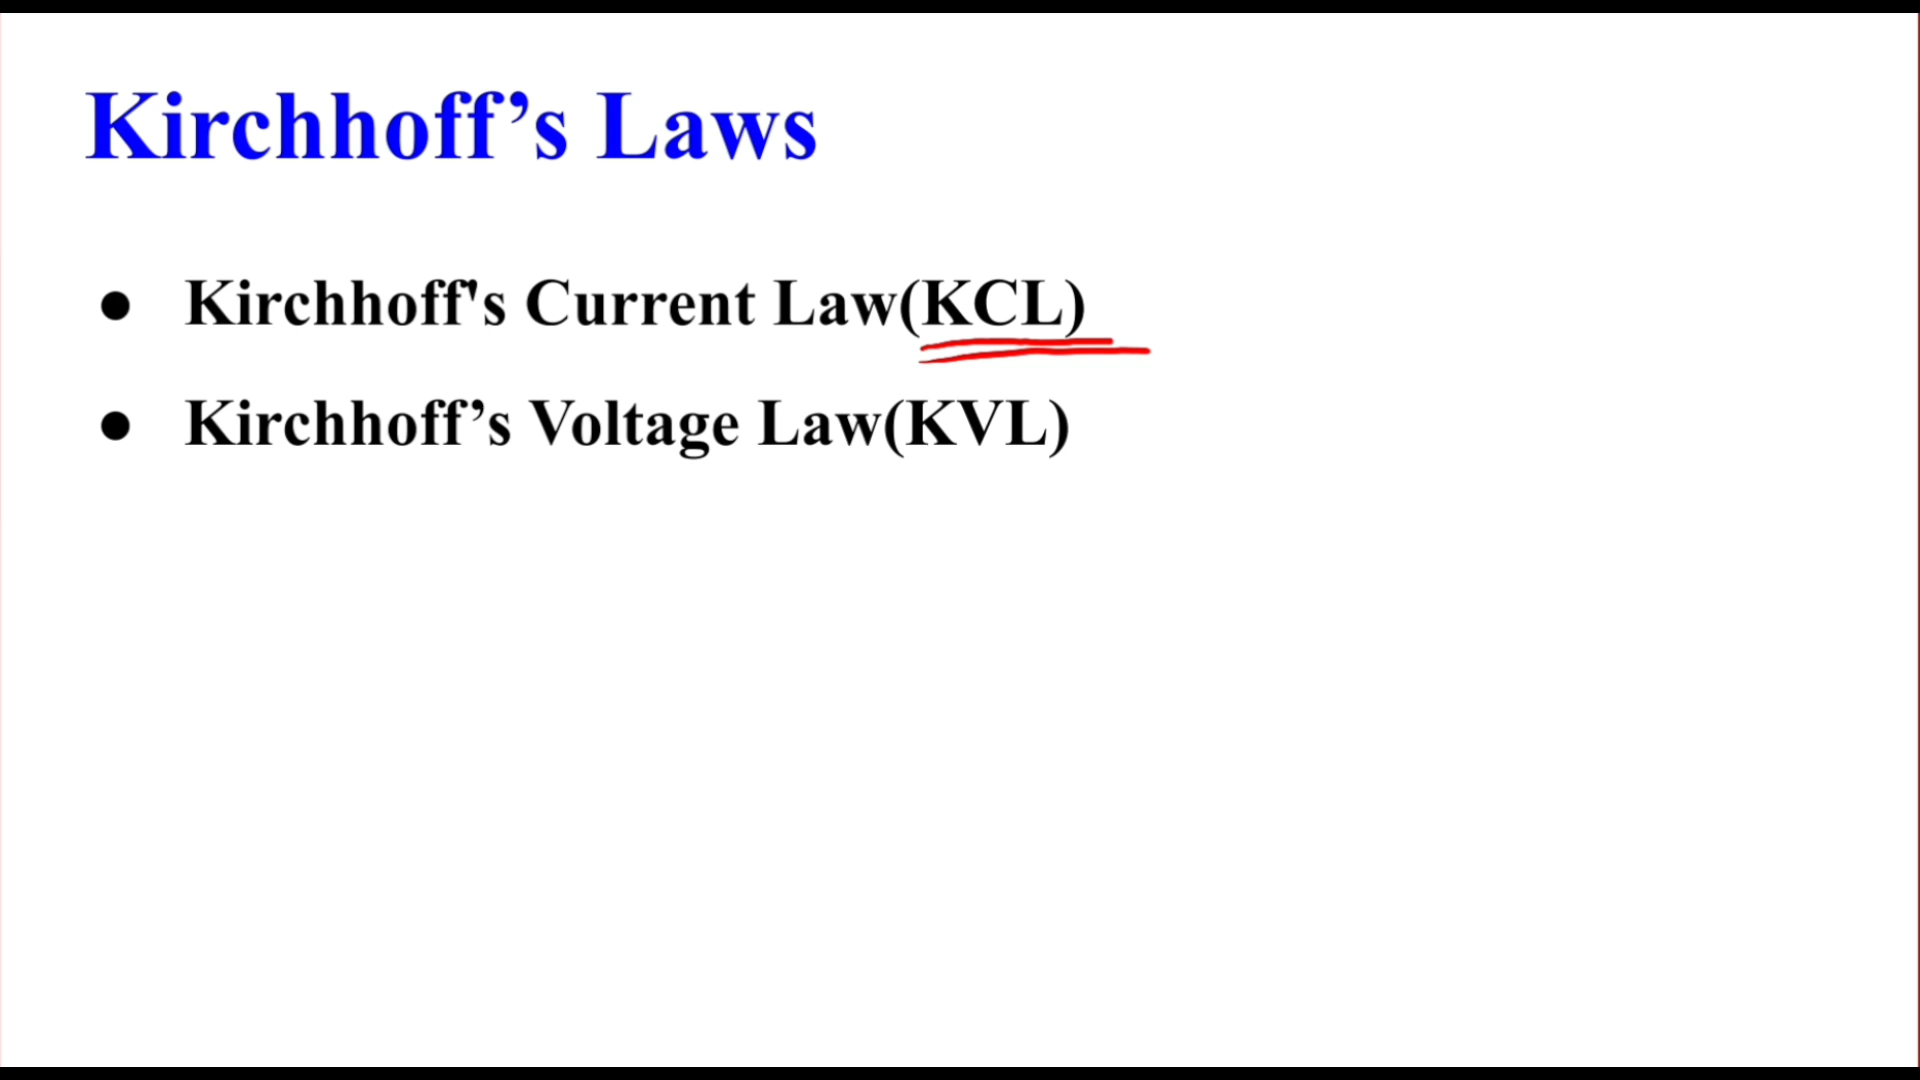 Kirchhoff’s Laws
● Kirchhoff's Current Law(KCL)
● Kirchhoff’s Voltage Law(KVL)